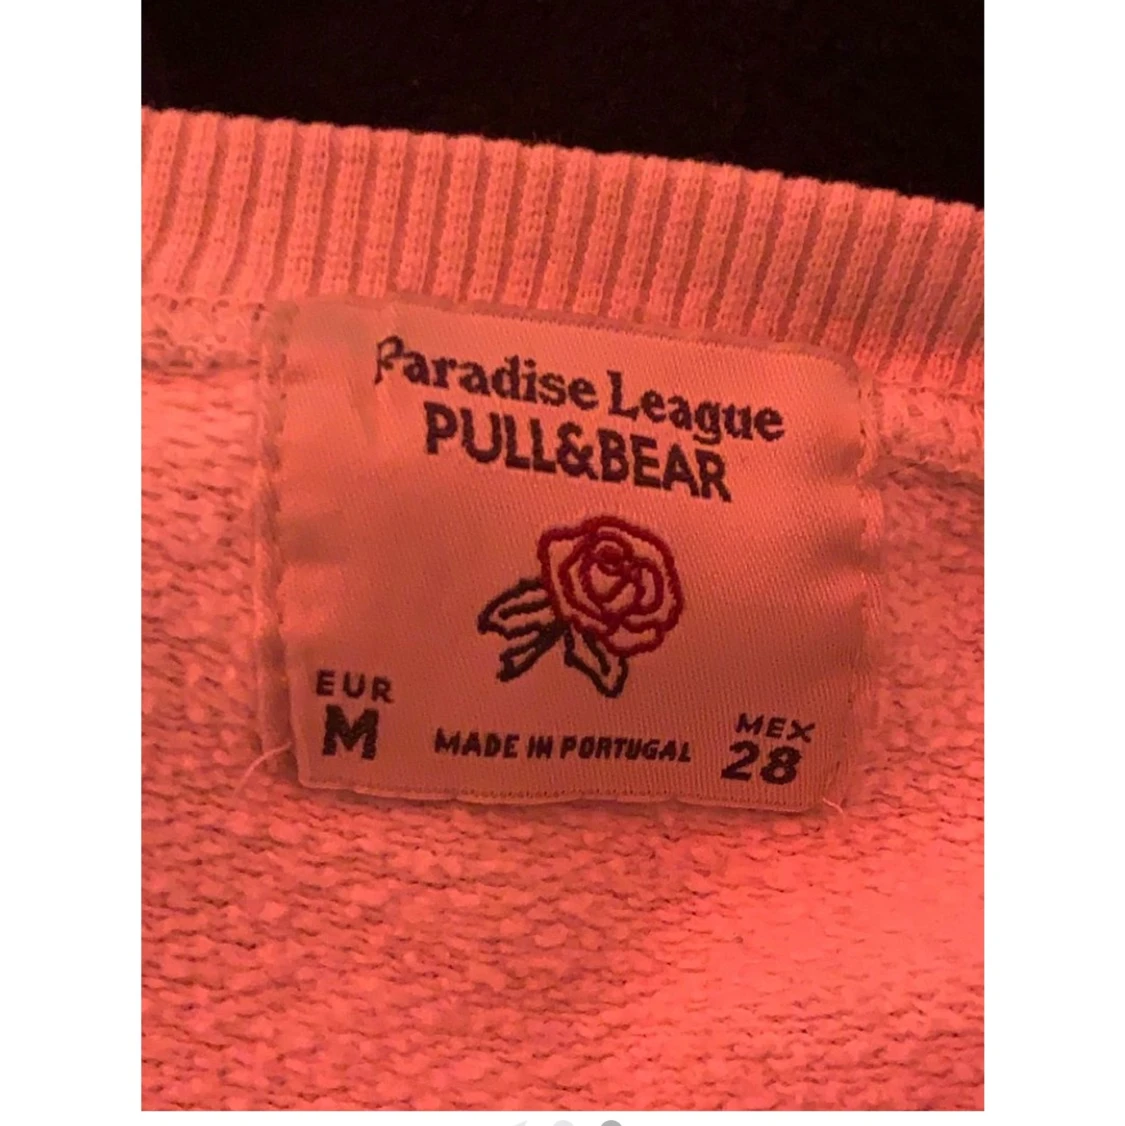 Paradise League
PULL&BEAR
EUR
M
MADE IN PORTUGAL
MEX
28